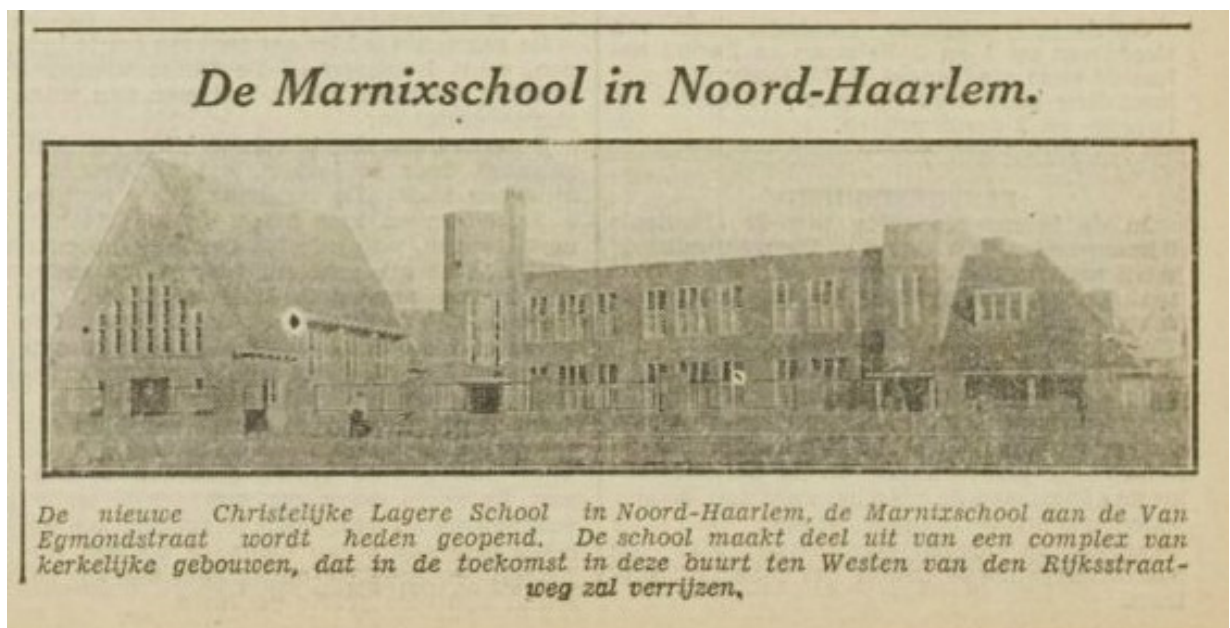 De Marnixschool in Noord-Haarlem.
De nieuwe Christelijke Lagere School in Noord-Haarlem, de Marnixschool aan de Van
Egmondstraat wordt heden geopend. De school maakt deel uit van een complex van
kerkelijke gebouwen, dat in de toekomst in deze buurt ten Westen van den Rijksstraat-
weg zal verrijzen.